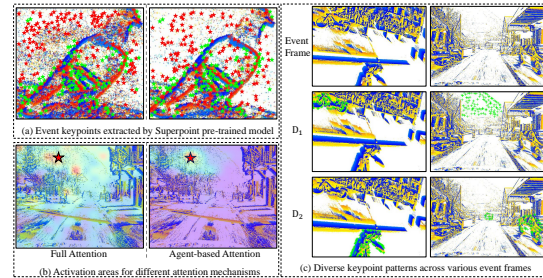 (a) Event keypoints extracted by Superpoint pre-trained model
Full Attention
Agent-based Attention
(b) Activation areas for different attention mechanisms
Event
Frame
D1
D2
(c) Diverse keypoint patterns across various event frames